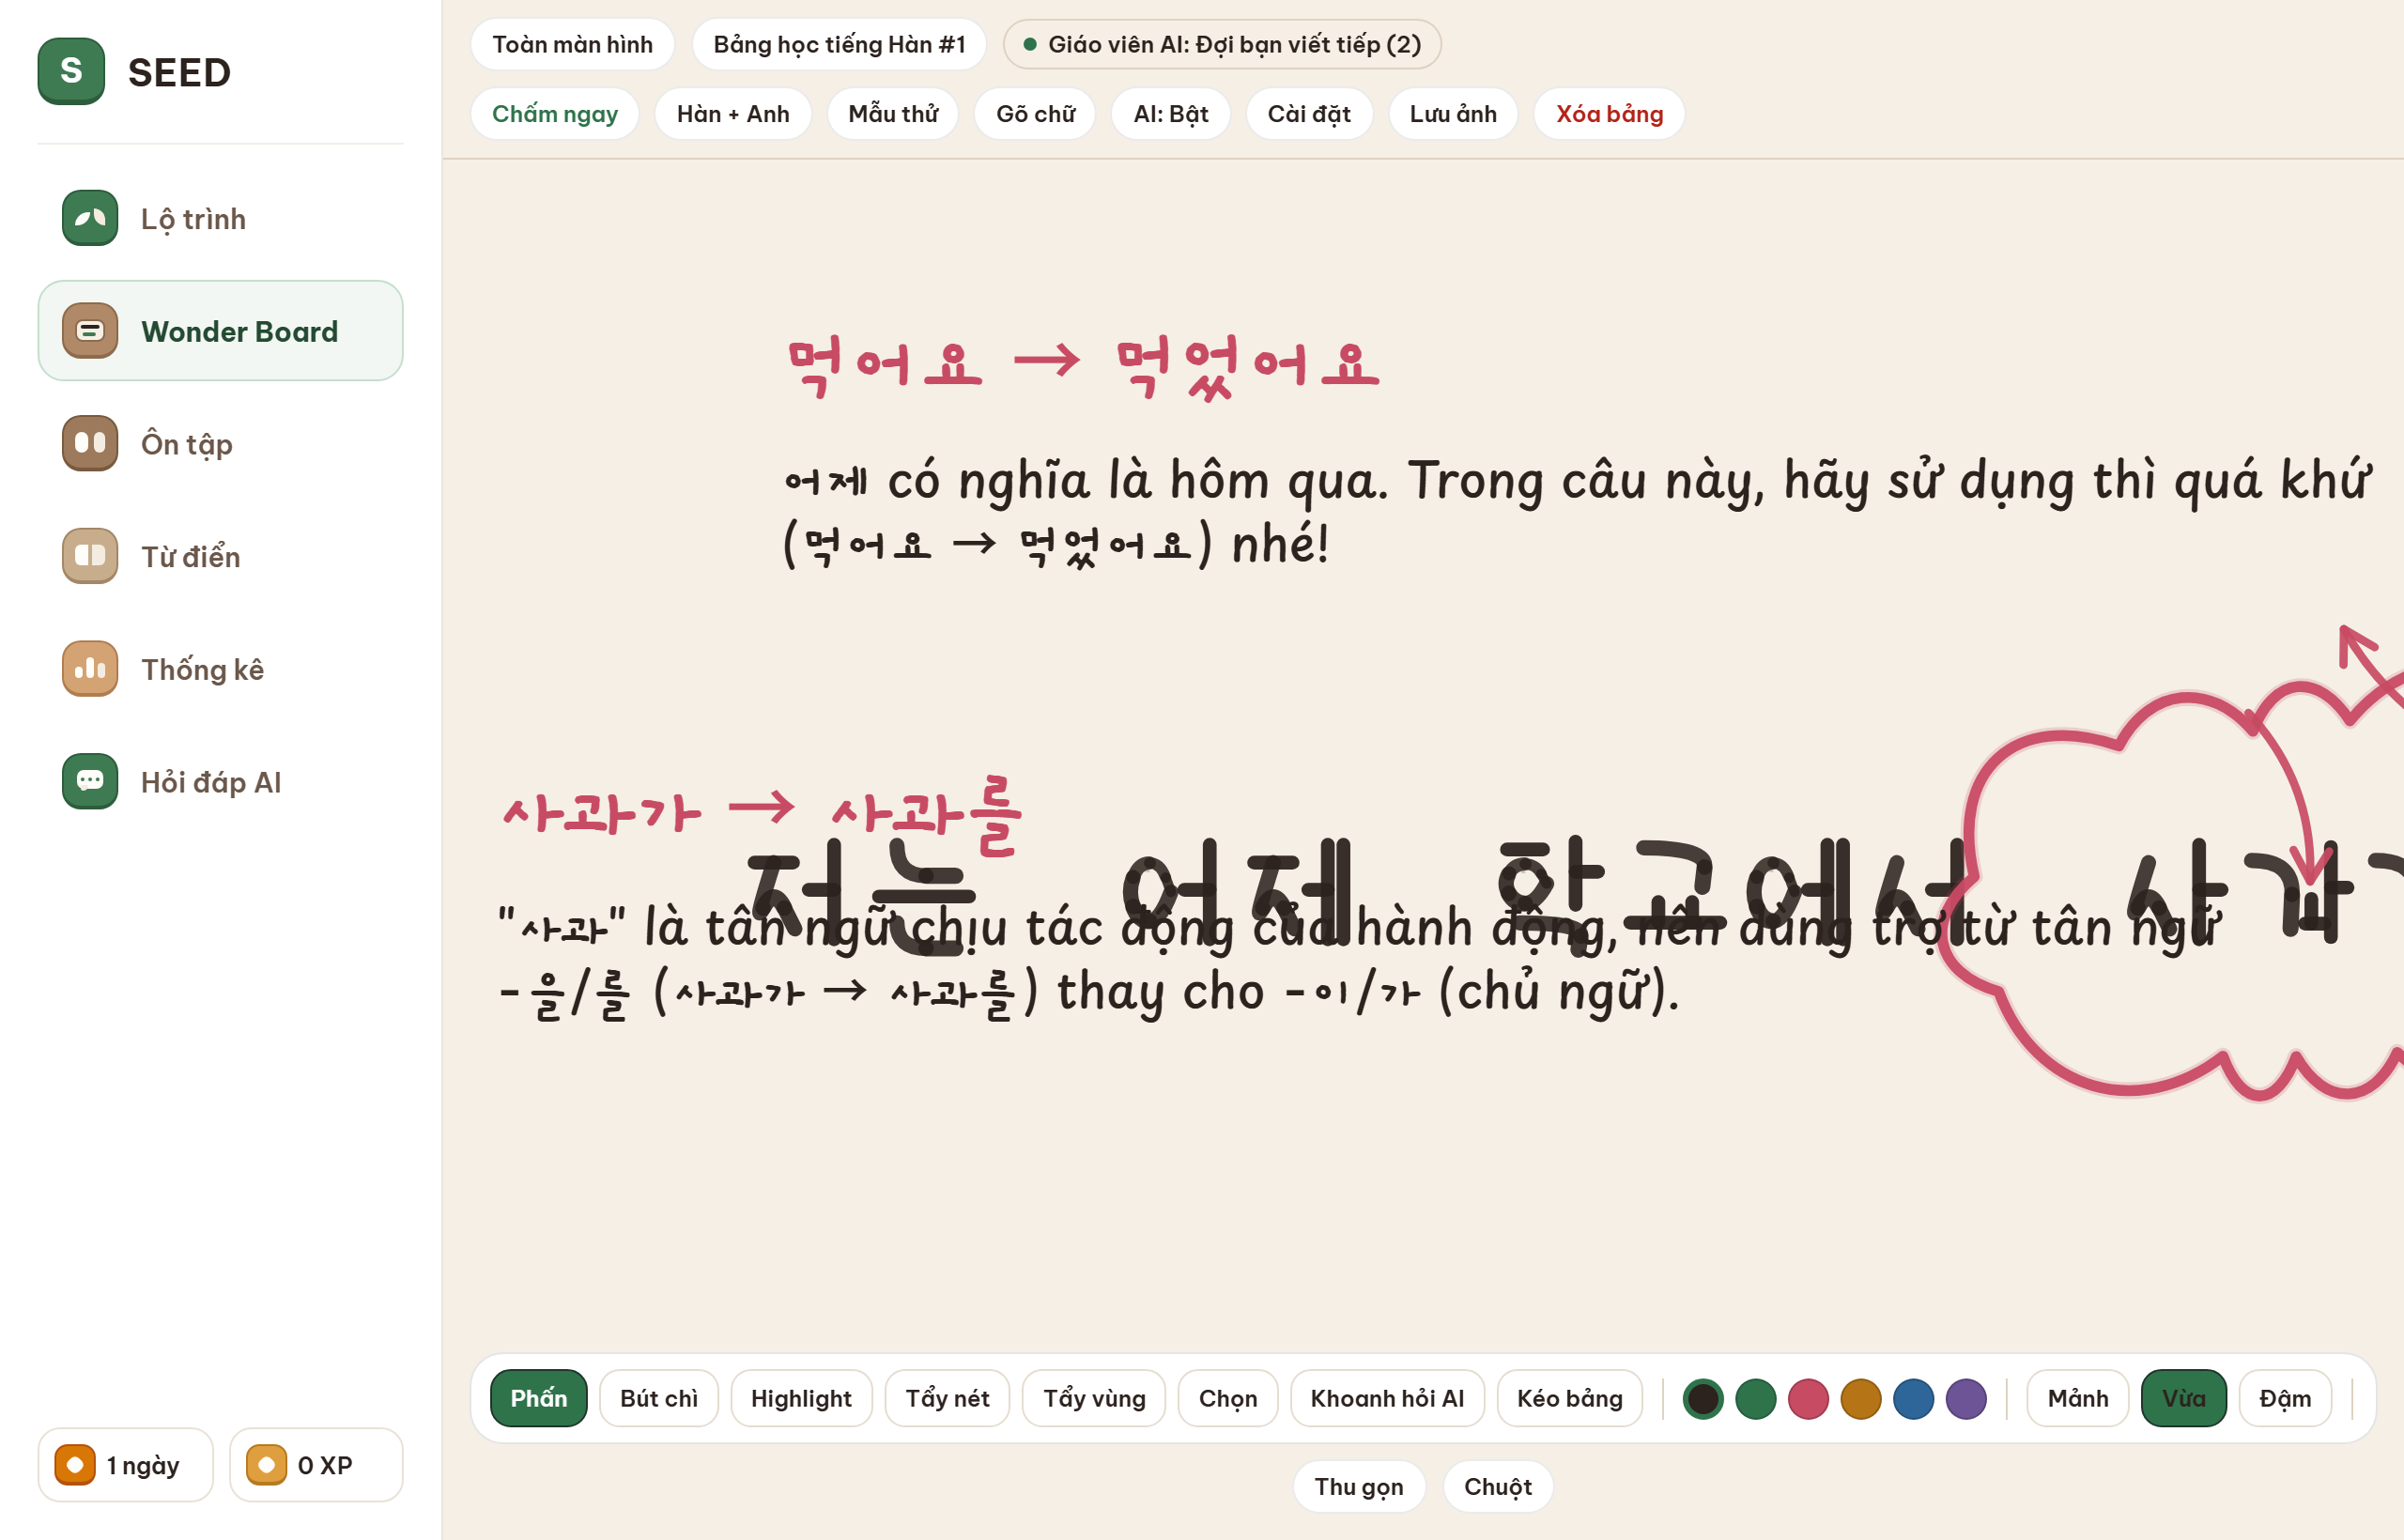 S SEED
Lộ trình
Wonder Board
Ôn tập
Từ điển
Thống kê
Hỏi đáp AI
1 ngày
0 XP
Toàn màn hình
Bảng học tiếng Hàn #1
Giáo viên AI: Đợi bạn viết tiếp (2)
Chấm ngay
Hàn + Anh
Mẫu thử
Gõ chữ
AI: Bật
Cài đặt
Lưu ảnh
Xóa bảng
먹어요 → 먹었어요
어제 có nghĩa là hôm qua. Trong câu này, hãy sử dụng thì quá khứ
(먹어요 → 먹었어요) nhé!
사과가 → 사과를
저는 어제 학교에서
"사과" là tân ngữ chịu tác động của hành động, nên dùng trợ từ tân ngữ
-을/를 (사과가 → 사과를) thay cho -이/가 (chủ ngữ).
Phấn
Bút chì
Highlight
Tẩy nét
Tẩy vùng
Chọn
Khoanh hỏi AI
Kéo bảng
Mảnh
Vừa
Đậm
Thu gọn
Chuột